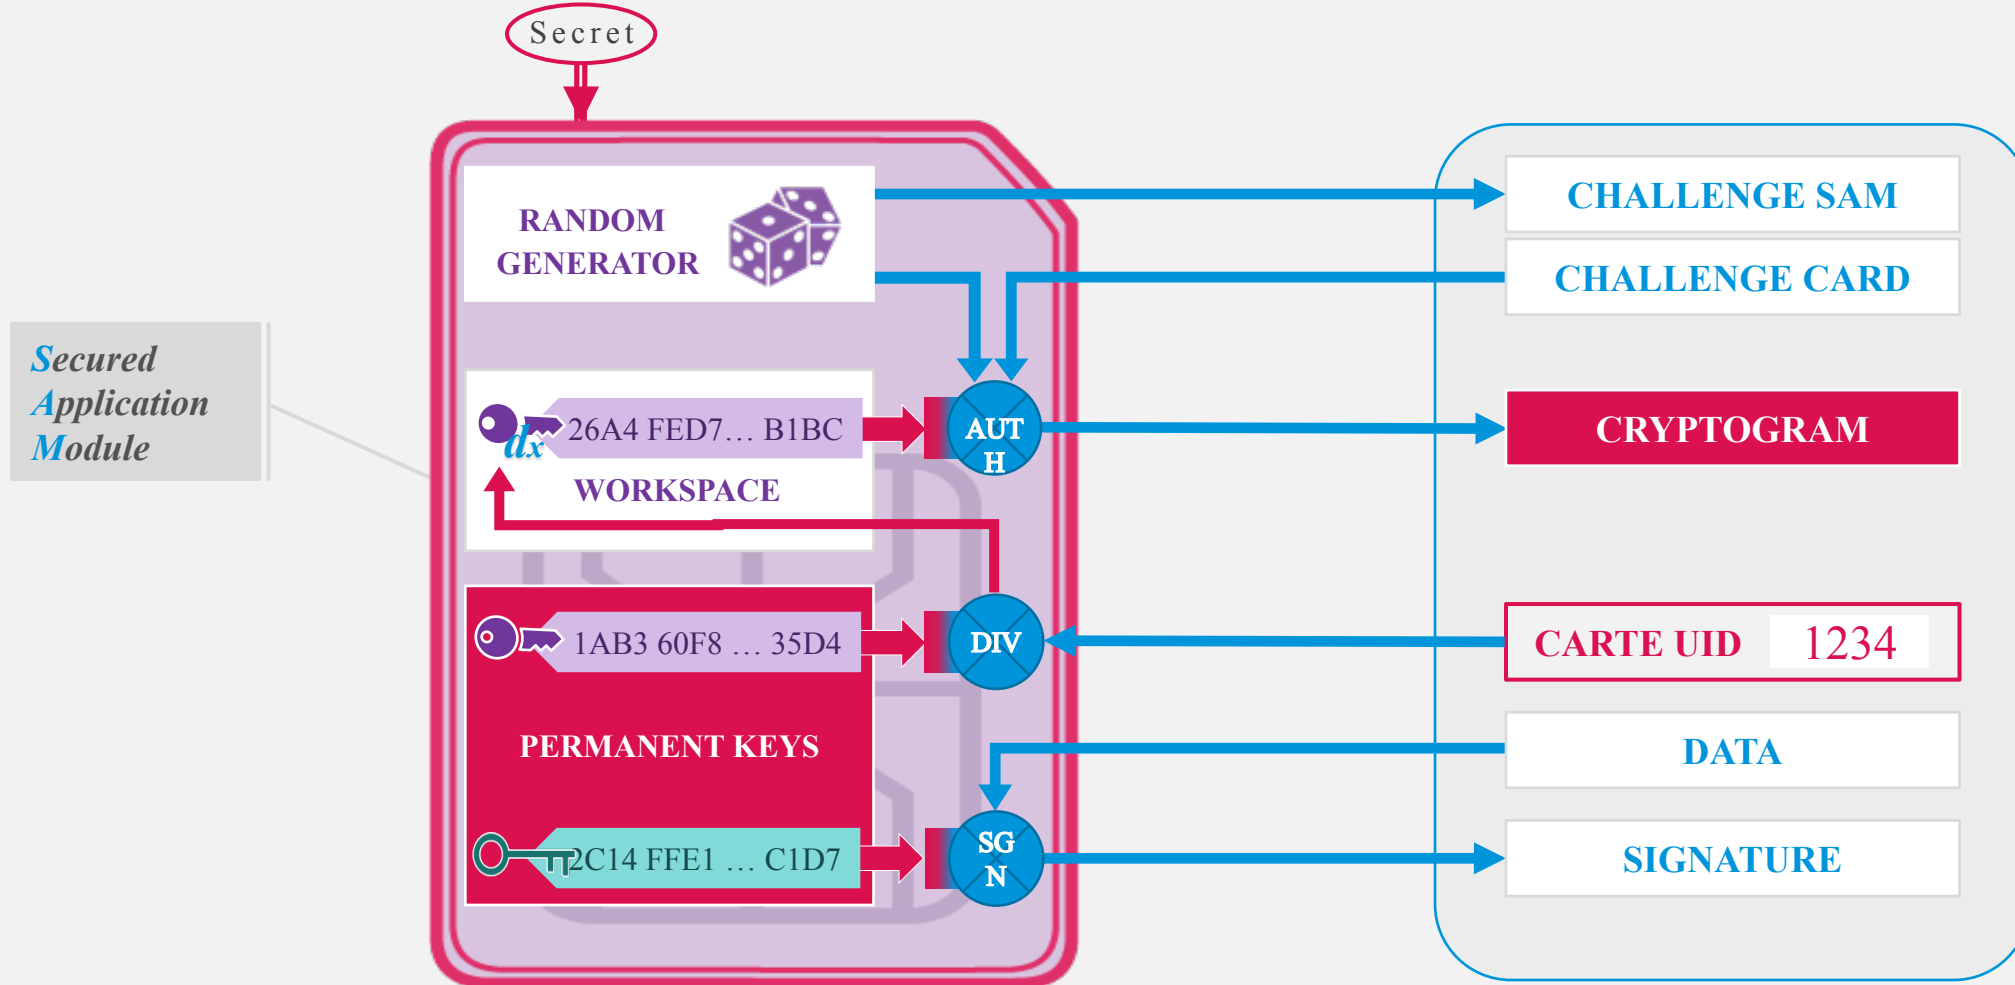 Secret
RANDOM
GENERATOR
CHALLENGE SAM
CHALLENGE CARD
Secured
Application
Module
dx
26A4 FED7... B1BC
AUT
H
CRYPTOGRAM
WORKSPACE
1AB3 60F8 ... 35D4
DIV
CARTE UID 1234
PERMANENT KEYS
DATA
2C14 FFE1 ... C1D7
SG
N
SIGNATURE